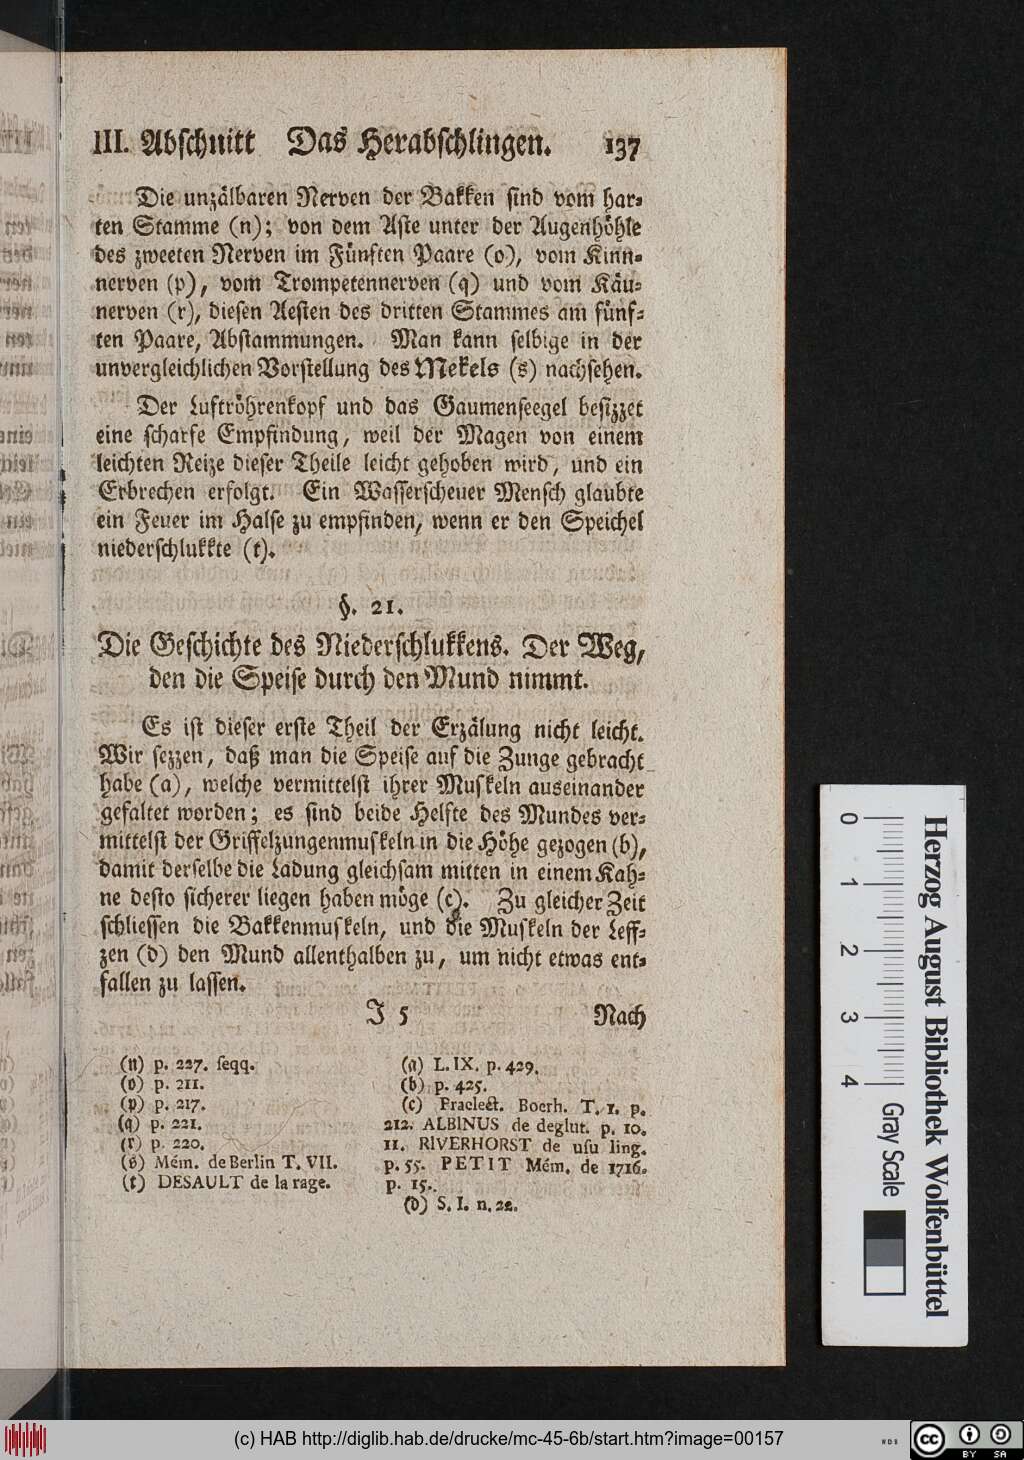 III. Abſchnitt Das Herabſchlingen. 137
Die unzälbaren Nerven der Bakken ſind vom har⸗
ten Stamme (n); von dem Aſte unter der Augenhöhle
des zweeten Nerven im Fünften Paare (o), vom Kinn⸗
nerven (p), vom Trompetennerven (q) und vom Käu⸗
nerven (r), dieſen Aeſten des dritten Stammes am fünf⸗
ten Paare, Abſtammungen. Man kann ſelbige in der
unvergleichlichen Vorſtellung des Mekels (s) nachſehen.
Der Luftröhrenkopf und das Gaumenſeegel beſizzet
eine ſcharfe Empfindung, weil der Magen von einem
leichten Reize dieſer Theile leicht gehoben wird, und ein
Erbrechen erfolgt. Ein Waſſerſcheuer Menſch glaubte
ein Feuer im Halſe zu empfinden, wenn er den Speichel
niederſchlukkte (t).
§. 21.
Die Geſchichte des Niederſchlukkens. Der Weg,
den die Speiſe durch den Mund nimmt.
Es iſt dieſer erſte Theil der Erzälung nicht leicht.
Wir ſezzen, daß man die Speiſe auf die Zunge gebracht
habe (a), welche vermittelſt ihrer Muſkeln auseinander
gefaltet worden; es ſind beide Helfte des Mundes ver⸗
mittelſt der Griffelzungenmuſkeln in die Höhe gezogen (b),
damit derſelbe die Ladung gleichſam mitten in einem Kah⸗
ne deſto ſicherer liegen haben möge (c). Zu gleicher Zeit
ſchlieſſen die Bakkenmuſkeln, und die Muſkeln der Leff⸗
zen (d) den Mund allenthalben zu, um nicht etwas ent⸗
fallen zu laſſen.
J 5 Nach
(n) p. 227. ſeqq.
(o) p. 211.
(p) p. 217.
(q) p. 221.
(r) p. 220.
(s) Mém. de Berlin T. VII.
(t) DESAULT de la rage.
(a) L. IX. p. 429.
(b) p. 425.
(c) Praelect. Boerh. T. 1. p.
212. ALBINUS de deglut. p. 10.
11. RIVERHORST de uſu ling.
p. 55. PETIT Mém. de 1716.
p. 15.
(d) S. I. n. 22.
0 1 2 3 4
Gray Scale
Herzog August Bibliothek Wolfenbüttel
(c) HAB http://diglib.hab.de/drucke/mc-45-6b/start.htm?image=00157
WDB
cc BY SA